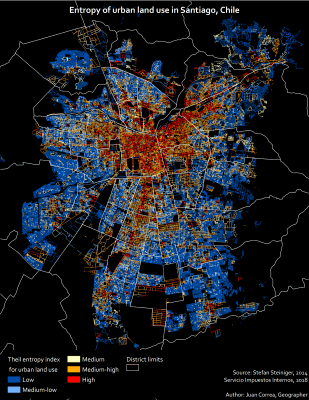 Entropy of urban land use in Santiago, Chile
Theil entropy index
for urban land use
Low
Medium-low
Medium
Medium-high
High
District limits
Source: Stefan Steiniger, 2024
Servicio Impuestos Internos, 2018
Author: Juan Correa, Geographer